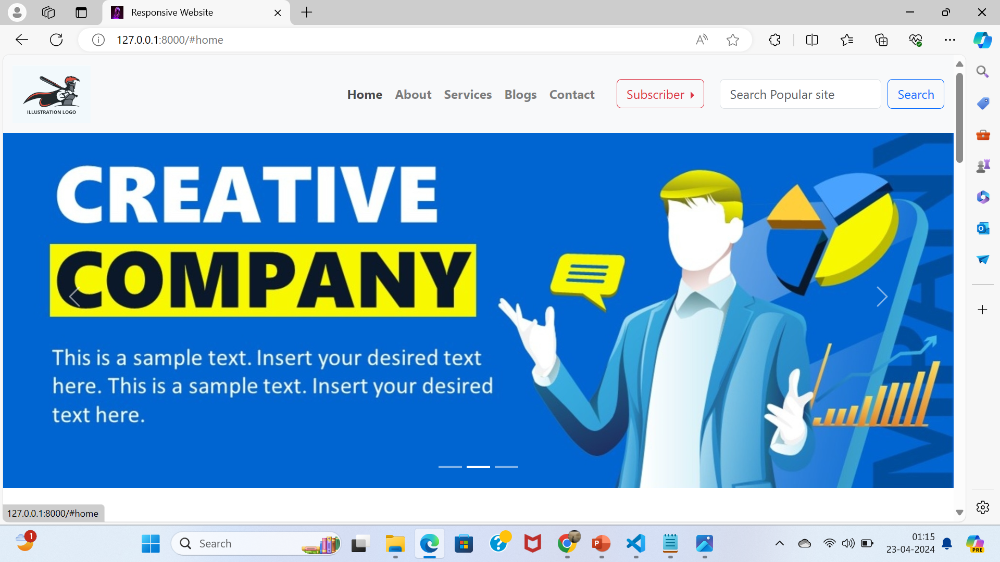 Responsive Website
127.0.0.1:8000/#home
ILLUSTRATION LOGO
Home About Services Blogs Contact Subscriber Search Popular site Search
CREATIVE
COMPANY
This is a sample text. Insert your desired text
here. This is a sample text. Insert your desired
text here.
MPANY
127.0.0.1:8000/#home
1
Search
01:15
23-04-2024
PRE